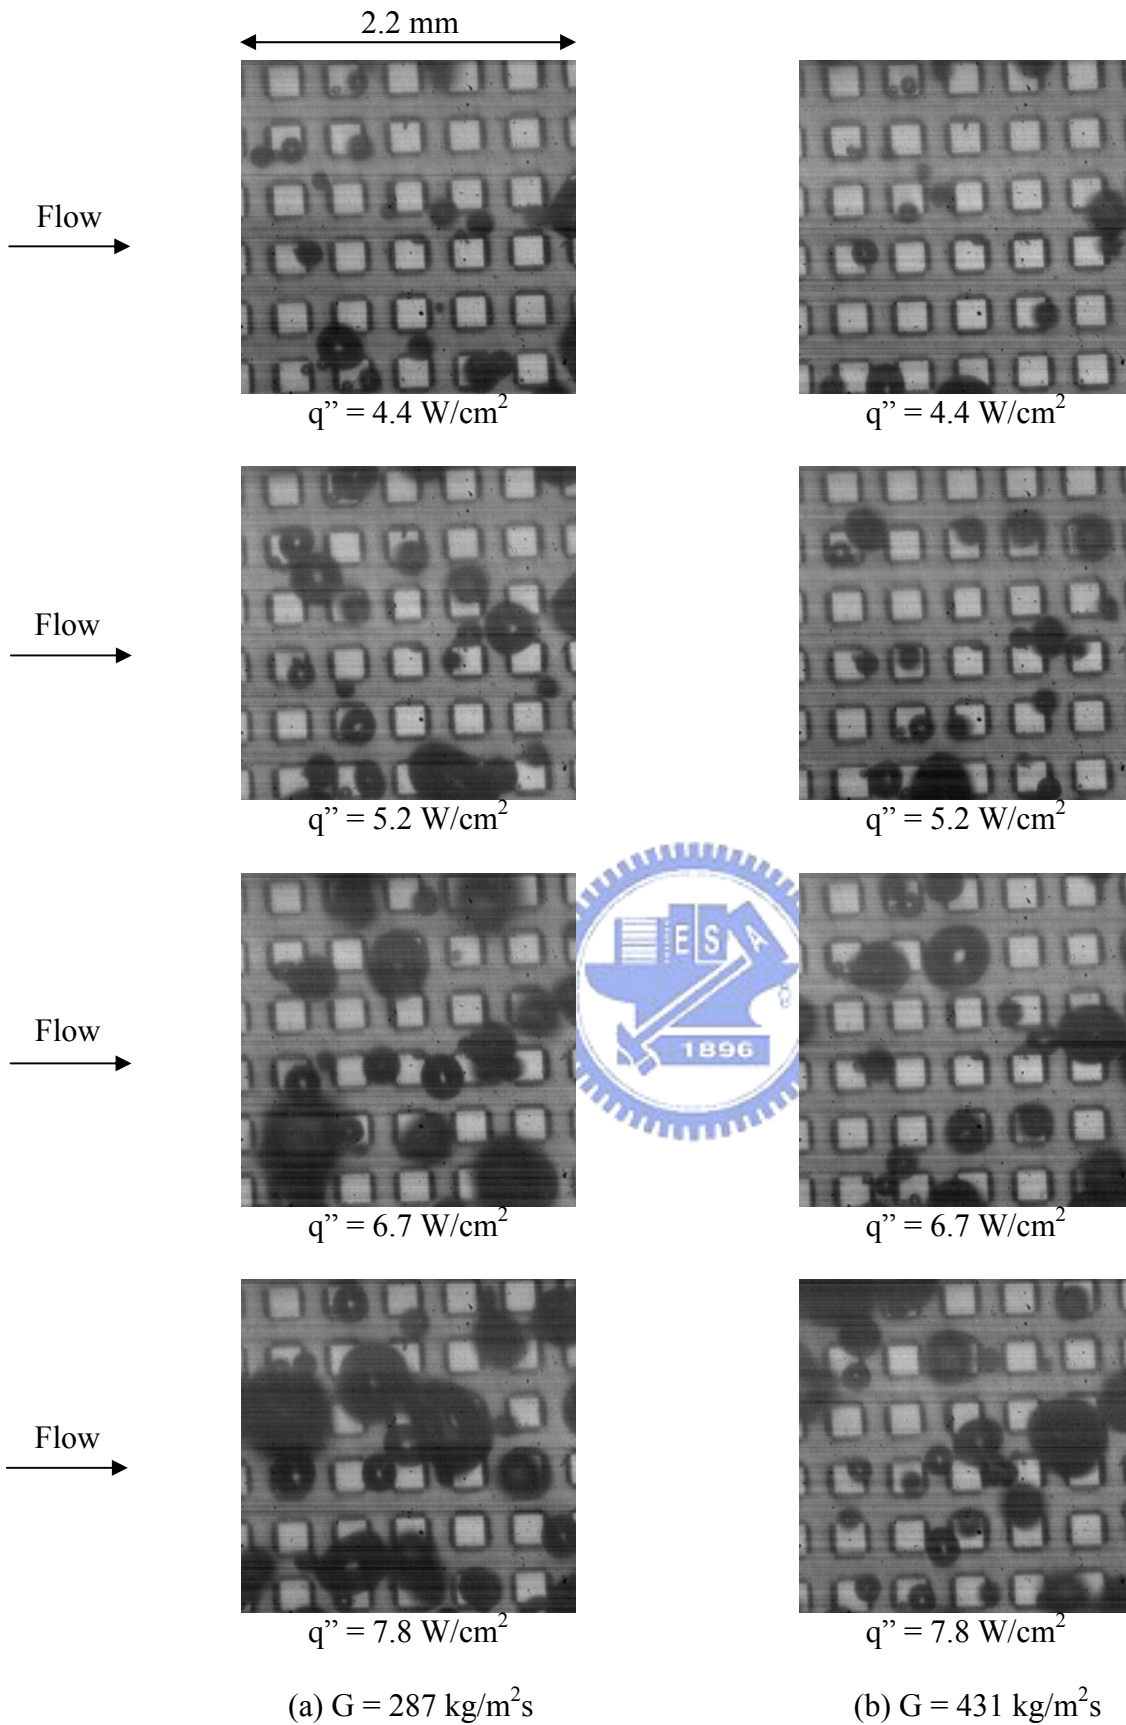 2.2 mm
Flow
q” = 4.4 W/cm²
q” = 4.4 W/cm²
Flow
q” = 5.2 W/cm²
q” = 5.2 W/cm²
E S A
1896
Flow
q” = 6.7 W/cm²
q” = 6.7 W/cm²
Flow
q” = 7.8 W/cm²
q” = 7.8 W/cm²
(a) G = 287 kg/m²s
(b) G = 431 kg/m²s